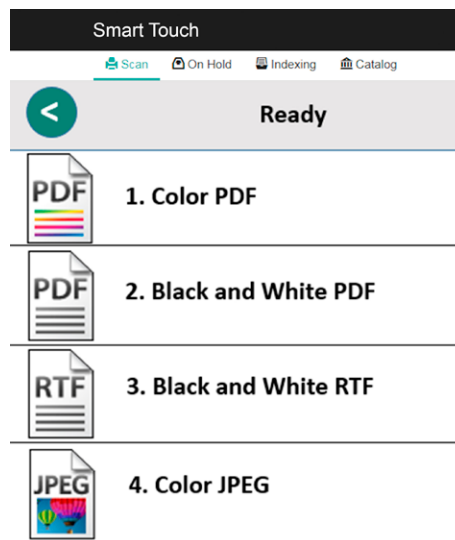 Smart Touch
Scan On Hold Indexing Catalog
< Ready
PDF 1. Color PDF
PDF 2. Black and White PDF
RTF 3. Black and White RTF
JPEG 4. Color JPEG